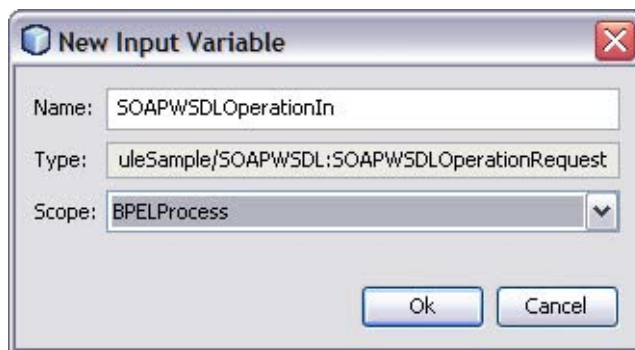 New Input Variable
Name: SOAPWSDLOperationIn
Type: uleSample/SOAPWSDL:SOAPWSDLOperationRequest
Scope: BPELProcess
Ok Cancel